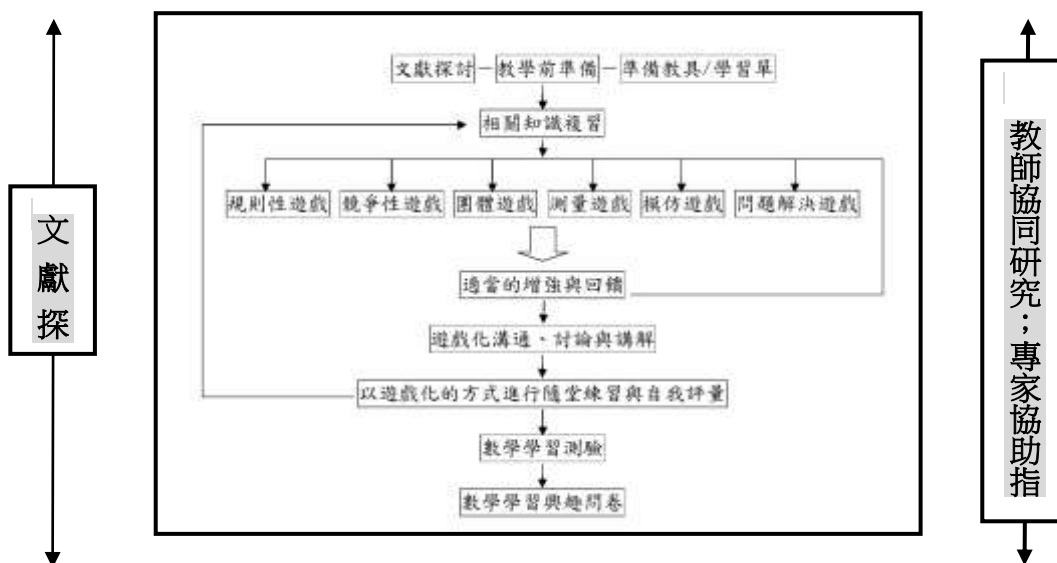 文獻探討－教學前準備－準備教具/學習單
相關知識複習
規則性遊戲 競爭性遊戲 團體遊戲 測量遊戲 模仿遊戲 問題解決遊戲
適當的增強與回饋
遊戲化溝通、討論與講解
以遊戲化的方式進行隨堂練習與自我評量
數學學習測驗
數學學習興趣問卷
文獻探
教師協同研究；專家協助指